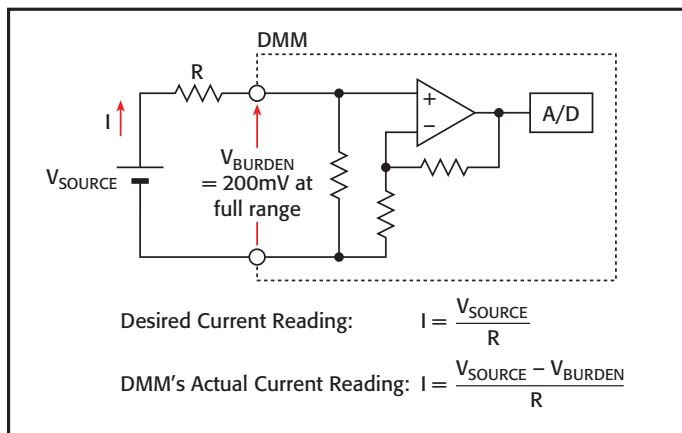 DMM
R
I
+
−
A/D
V_SOURCE
V_BURDEN
= 200mV at
full range
Desired Current Reading: I = V_SOURCE / R
DMM's Actual Current Reading: I = V_SOURCE – V_BURDEN / R